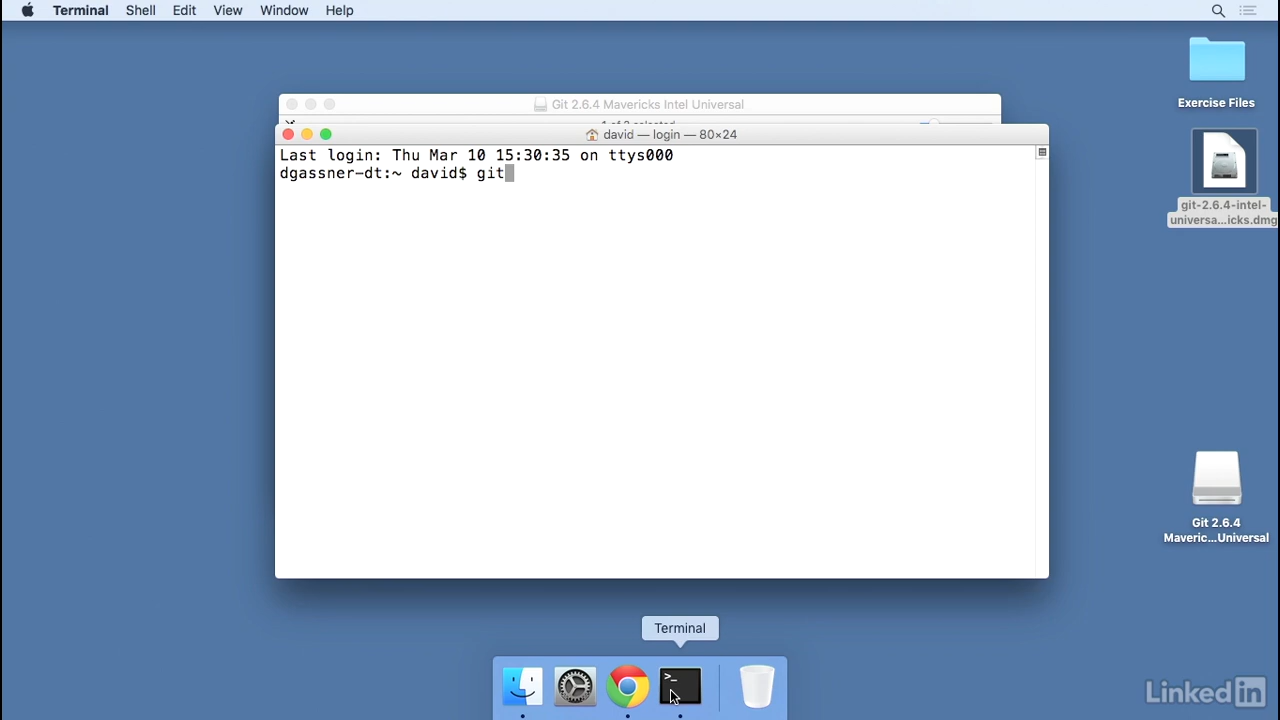 Terminal Shell Edit View Window Help
Exercise Files
Git 2.6.4 Mavericks Intel Universal
david — login — 80×24
Last login: Thu Mar 10 15:30:35 on ttys000
dgassner-dt:~ david$ git
git-2.6.4-intel-
universa...icks.dmg
Git 2.6.4
Maveric...Universal
Terminal
>_
LinkedIn